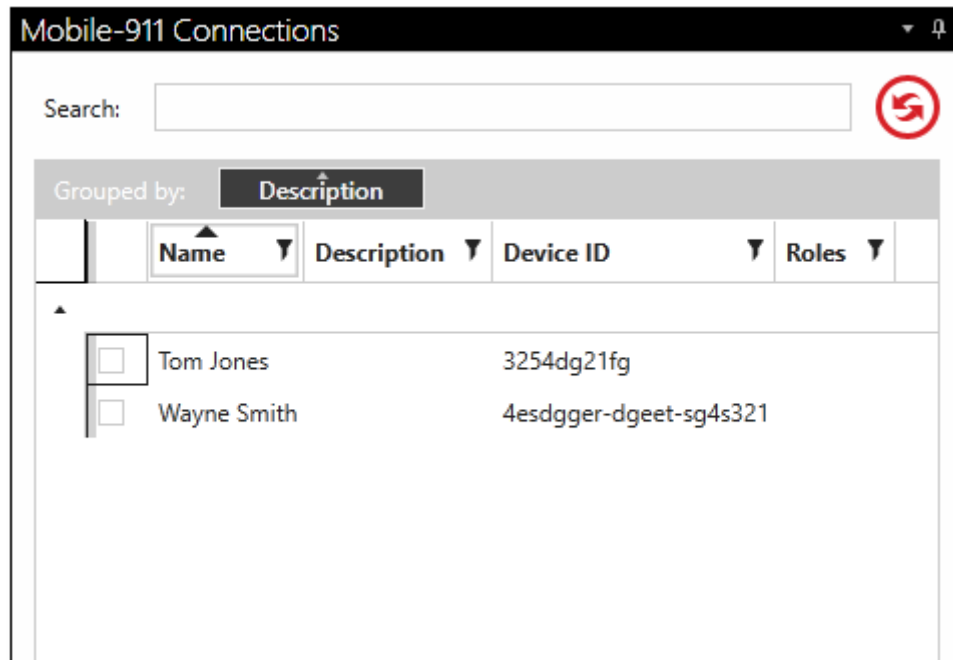 Mobile-911 Connections
Search:
Grouped by: Description
Name Description Device ID Roles
Tom Jones 3254dg21fg
Wayne Smith 4esdgger-dgeet-sg4s321